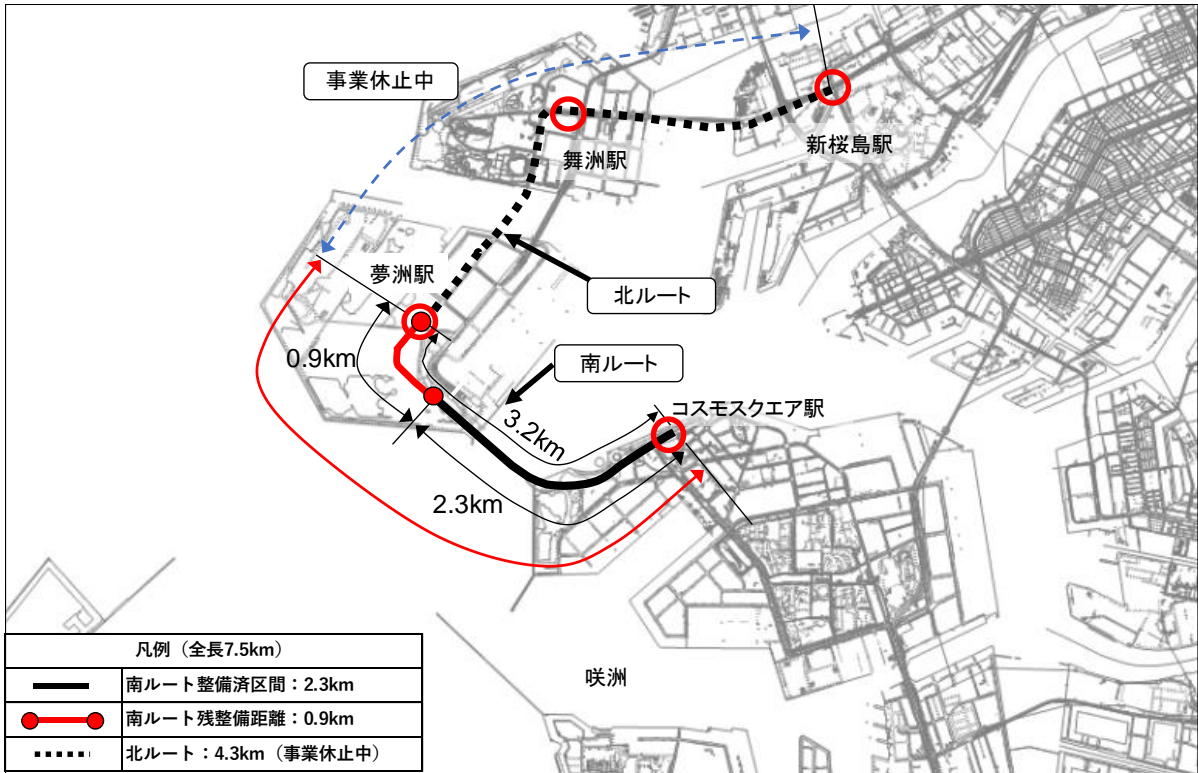 事業休止中
新桜島駅
舞洲駅
夢洲駅
北ルート
0.9km
南ルート
コスモスクエア駅
3.2km
2.3km
咲洲
凡例（全長7.5km）
南ルート整備済区間：2.3km
南ルート残整備距離：0.9km
北ルート：4.3km（事業休止中）